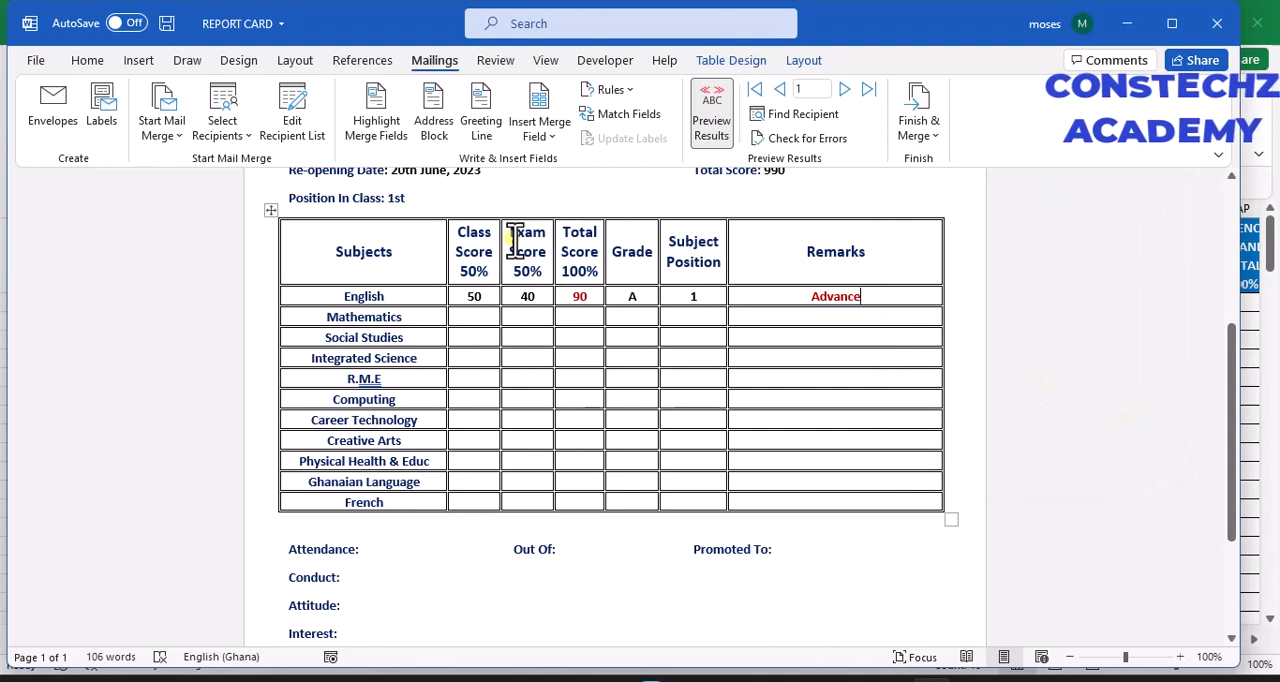 AutoSave Off REPORT CARD Search moses M
File Home Insert Draw Design Layout References Mailings Review View Developer Help Table Design Layout Comments Share
Envelopes Labels Start Mail Merge Select Recipients Edit Recipient List Highlight Merge Fields Address Block Greeting Line Insert Merge Field Rules Match Fields Update Labels ABC Preview Results 1 Find Recipient Check for Errors Finish & Merge
Create Start Mail Merge Write & Insert Fields Preview Results Finish
CONsTECHZ
ACADEMY
Re-opening Date: 20th June, 2023 Total Score: 990
Position In Class: 1st
Subjects Class Score 50% Exam Score 50% Total Score 100% Grade Subject Position Remarks
English 50 40 90 A 1 Advance
Mathematics
Social Studies
Integrated Science
R.M.E
Computing
Career Technology
Creative Arts
Physical Health & Educ
Ghanaian Language
French
Attendance: Out Of: Promoted To:
Conduct:
Attitude:
Interest:
Page 1 of 1 106 words English (Ghana) Focus 100%
100%